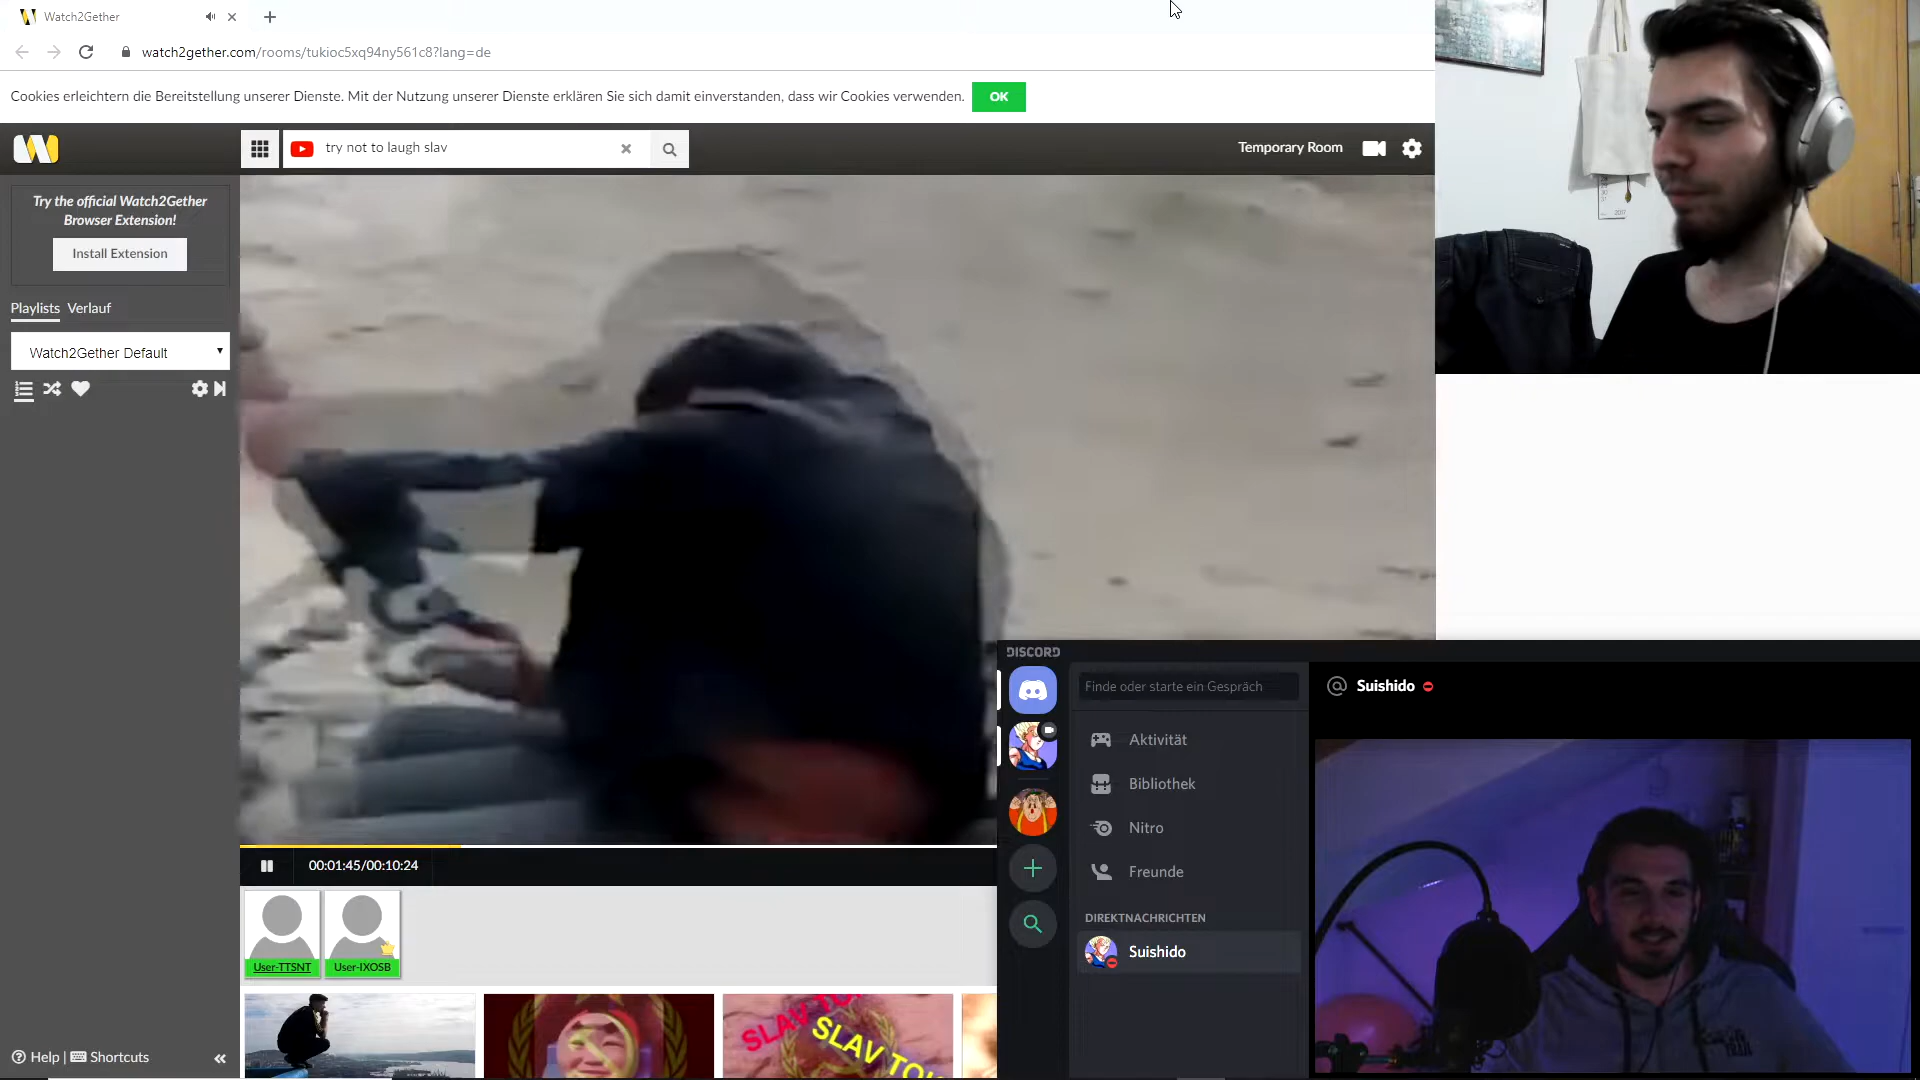 Watch2Gether
watch2gether.com/rooms/tukioc5xq94ny561c8?lang=de
Cookies erleichtern die Bereitstellung unserer Dienste. Mit der Nutzung unserer Dienste erklären Sie sich damit einverstanden, dass wir Cookies verwenden.
OK
try not to laugh slav
Temporary Room
Try the official Watch2Gether
Browser Extension!
Install Extension
Playlists Verlauf
Watch2Gether Default
00:01:45/00:10:24
User-TTSNT
User-IXOSB
SLAV TO
SLAV TO
Help | Shortcuts
DISCORD
Finde oder starte ein Gespräch
Aktivität
Bibliothek
Nitro
Freunde
DIREKTNACHRICHTEN
Suishido
@ Suishido